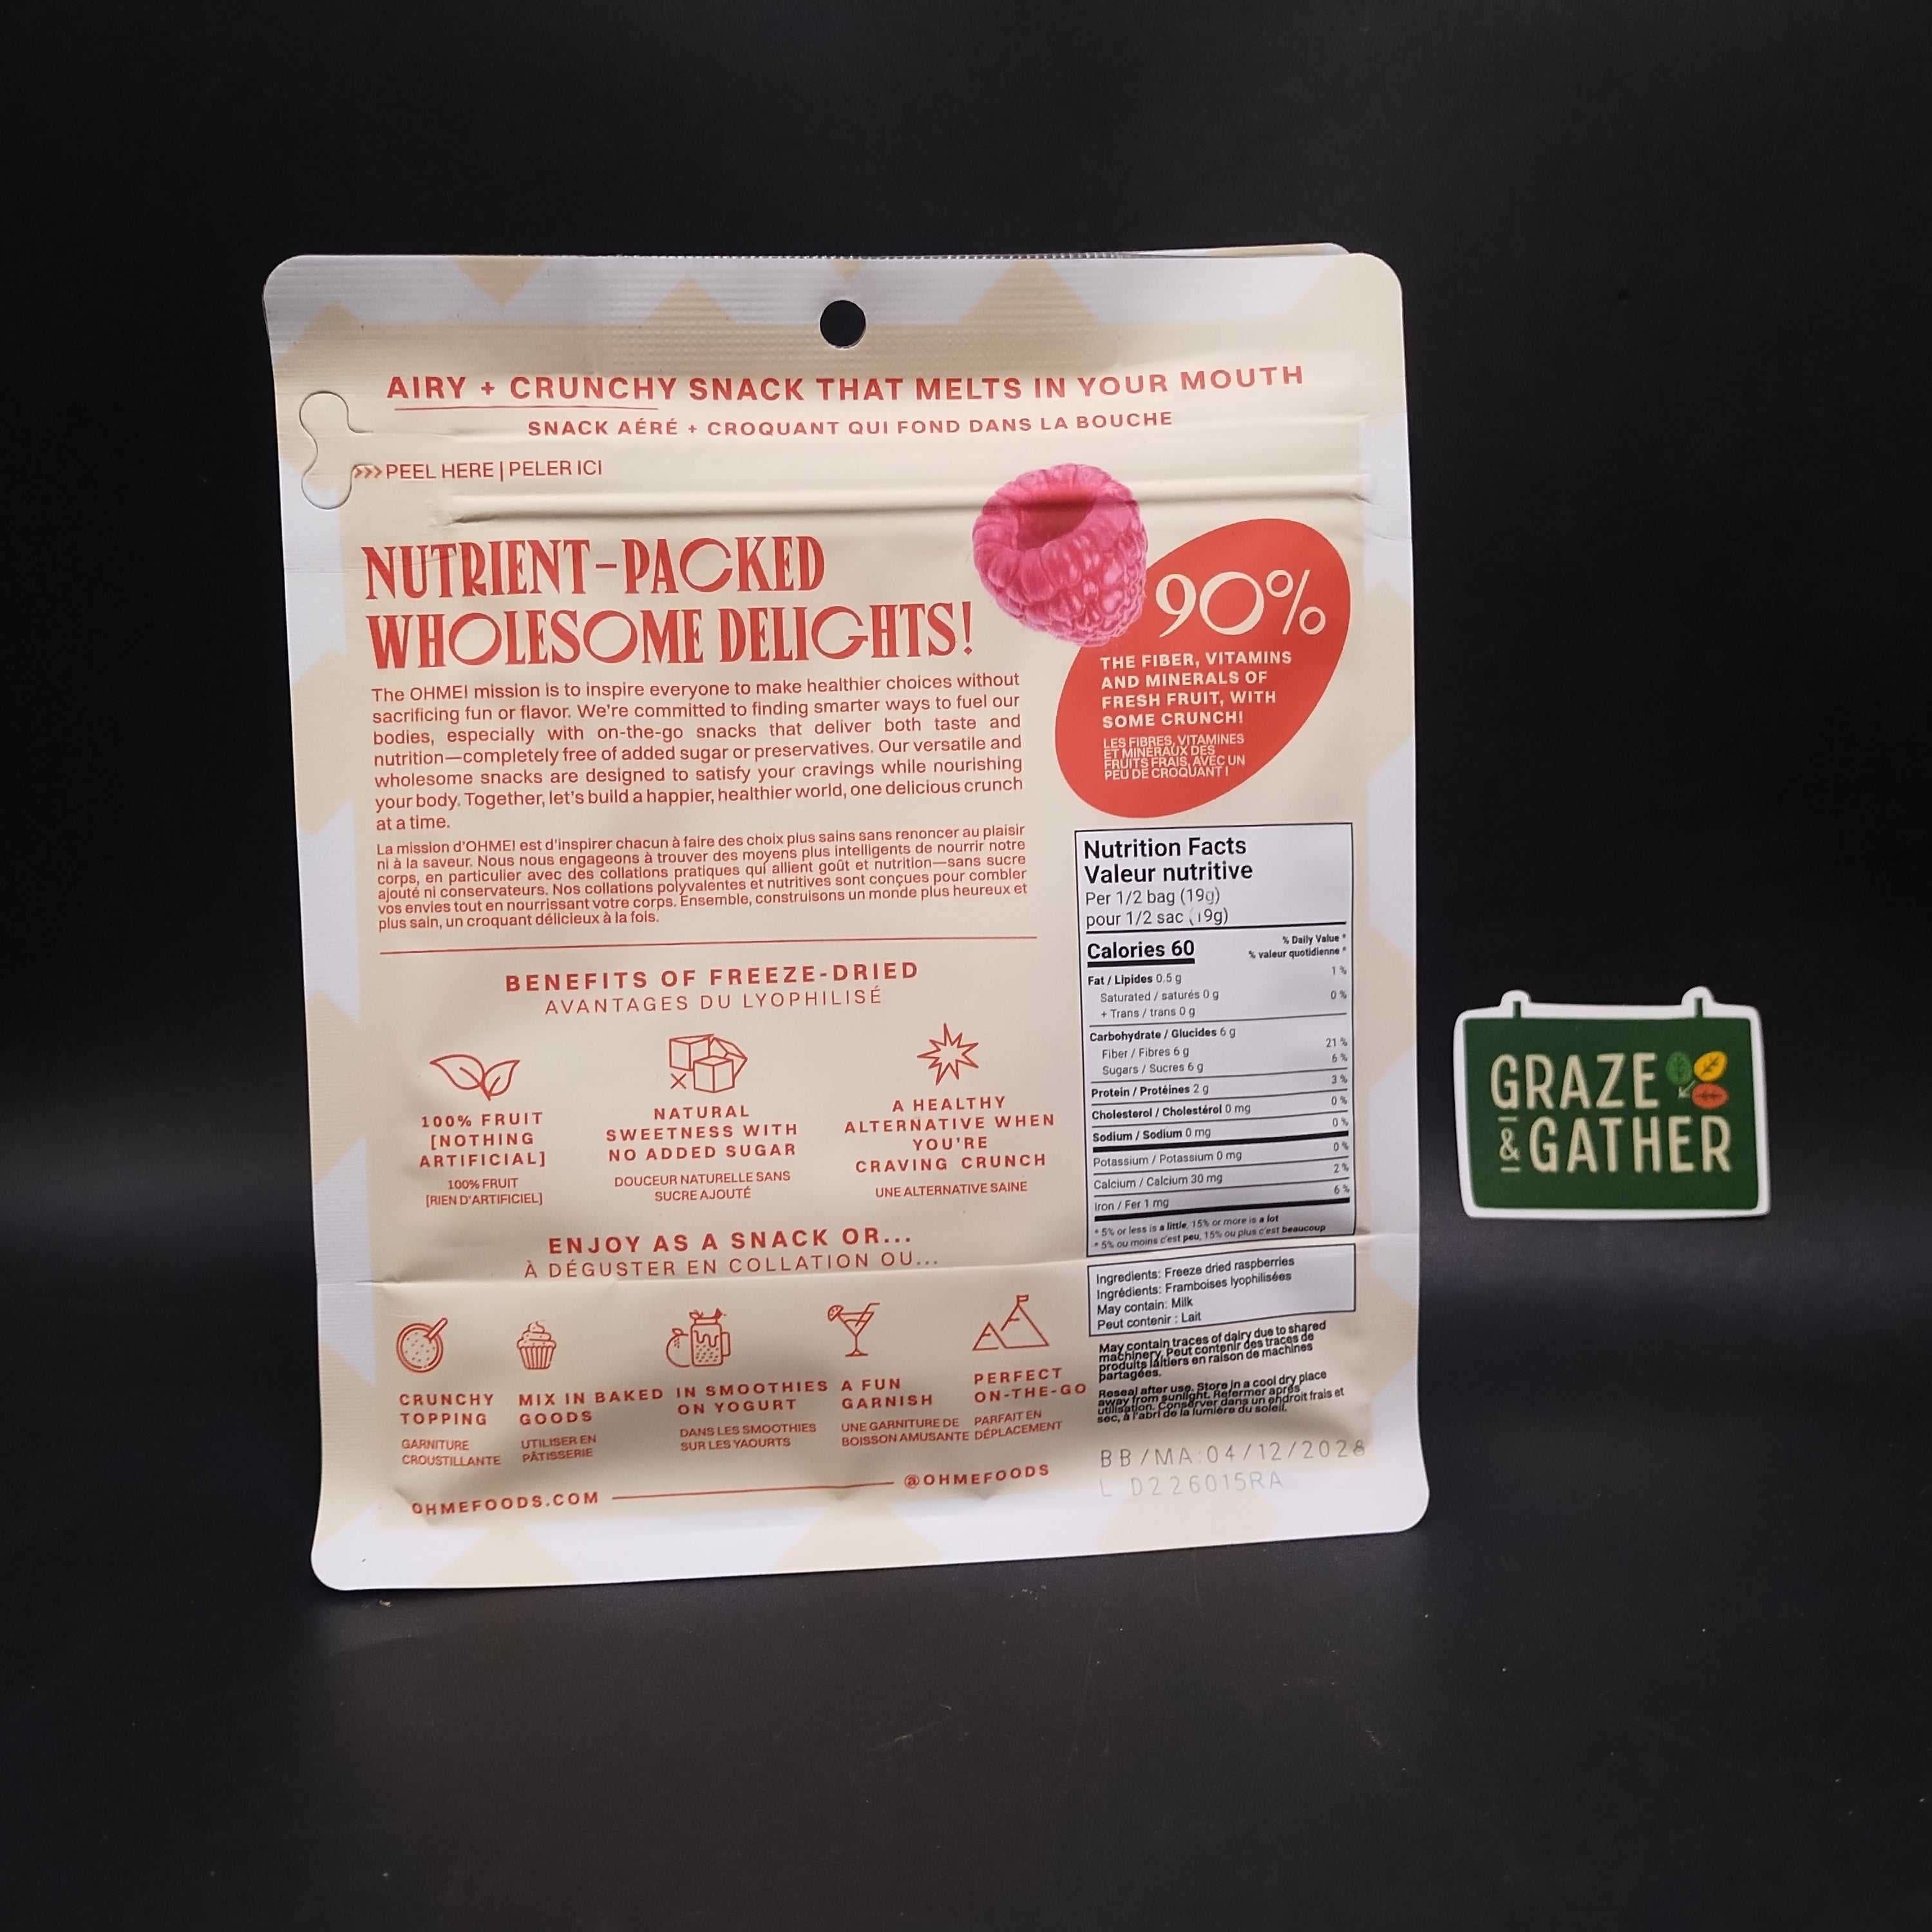 AIRY + CRUNCHY SNACK THAT MELTS IN YOUR MOUTH
SNACK AÉRÉ + CROQUANT QUI FOND DANS LA BOUCHE
>>> PEEL HERE | PELER ICI
NUTRIENT-PACKED
WHOLESOME DELIGHTS!
The OHME! mission is to inspire everyone to make healthier choices without
sacrificing fun or flavor. We're committed to finding smarter ways to fuel our
bodies, especially with on-the-go snacks that deliver both taste and
nutrition—completely free of added sugar or preservatives. Our versatile and
wholesome snacks are designed to satisfy your cravings while nourishing
your body. Together, let's build a happier, healthier world, one delicious crunch
at a time.
La mission d'OHME! est d'inspirer chacun à faire des choix plus sains sans renoncer au plaisir
ni à la saveur. Nous nous engageons à trouver des moyens plus intelligents de nourrir notre
corps, en particulier avec des collations pratiques qui allient goût et nutrition—sans sucre
ajouté ni conservateurs. Nos collations polyvalentes et nutritives sont conçues pour combler
vos envies tout en nourrissant votre corps. Ensemble, construisons un monde plus heureux et
plus sain, un croquant délicieux à la fois.
90%
THE FIBER, VITAMINS
AND MINERALS OF
FRESH FRUIT, WITH
SOME CRUNCH!
LES FIBRES, VITAMINES
ET MINÉRAUX DES
FRUITS FRAIS, AVEC UN
PEU DE CROQUANT !
BENEFITS OF FREEZE-DRIED
AVANTAGES DU LYOPHILISÉ
100% FRUIT
[NOTHING
ARTIFICIAL]
100% FRUIT
[RIEN D'ARTIFICIEL]
NATURAL
SWEETNESS WITH
NO ADDED SUGAR
DOUCEUR NATURELLE SANS
SUCRE AJOUTÉ
A HEALTHY
ALTERNATIVE WHEN
YOU'RE
CRAVING CRUNCH
UNE ALTERNATIVE SAINE
ENJOY AS A SNACK OR...
À DÉGUSTER EN COLLATION OU...
CRUNCHY
TOPPING
GARNITURE
CROUSTILLANTE
MIX IN BAKED
GOODS
UTILISER EN
PÂTISSERIE
IN SMOOTHIES
ON YOGURT
DANS LES SMOOTHIES
SUR LES YAOURTS
A FUN
GARNISH
UNE GARNITURE DE
BOISSON AMUSANTE
PERFECT
ON-THE-GO
PARFAIT EN
DÉPLACEMENT
OHMEFOODS.COM
@OHMEFOODS
Nutrition Facts
Valeur nutritive
Per 1/2 bag (19g)
pour 1/2 sac (19g)
Calories 60
% Daily Value *
% valeur quotidienne *
Fat / Lipides 0.5 g 1 %
Saturated / saturés 0 g 0 %
+ Trans / trans 0 g
Carbohydrate / Glucides 6 g
Fiber / Fibres 6 g 21 %
Sugars / Sucres 6 g 6 %
Protein / Protéines 2 g 3 %
Cholesterol / Cholestérol 0 mg 0 %
Sodium / Sodium 0 mg 0 %
Potassium / Potassium 0 mg 0 %
Calcium / Calcium 30 mg 2 %
Iron / Fer 1 mg 6 %
* 5% or less is a little, 15% or more is a lot
* 5% ou moins c'est peu, 15% ou plus c'est beaucoup
Ingredients: Freeze dried raspberries
Ingrédients: Framboises lyophilisées
May contain: Milk
Peut contenir : Lait
May contain traces of dairy due to shared
machinery. Peut contenir des traces de
produits laitiers en raison de machines
partagées.
Reseal after use. Store in a cool dry place
away from sunlight. Refermer après
utilisation. Conserver dans un endroit frais et
sec, à l'abri de la lumière du soleil.
BB/MA:04/12/2028
L:D226015RA
GRAZE
& GATHER